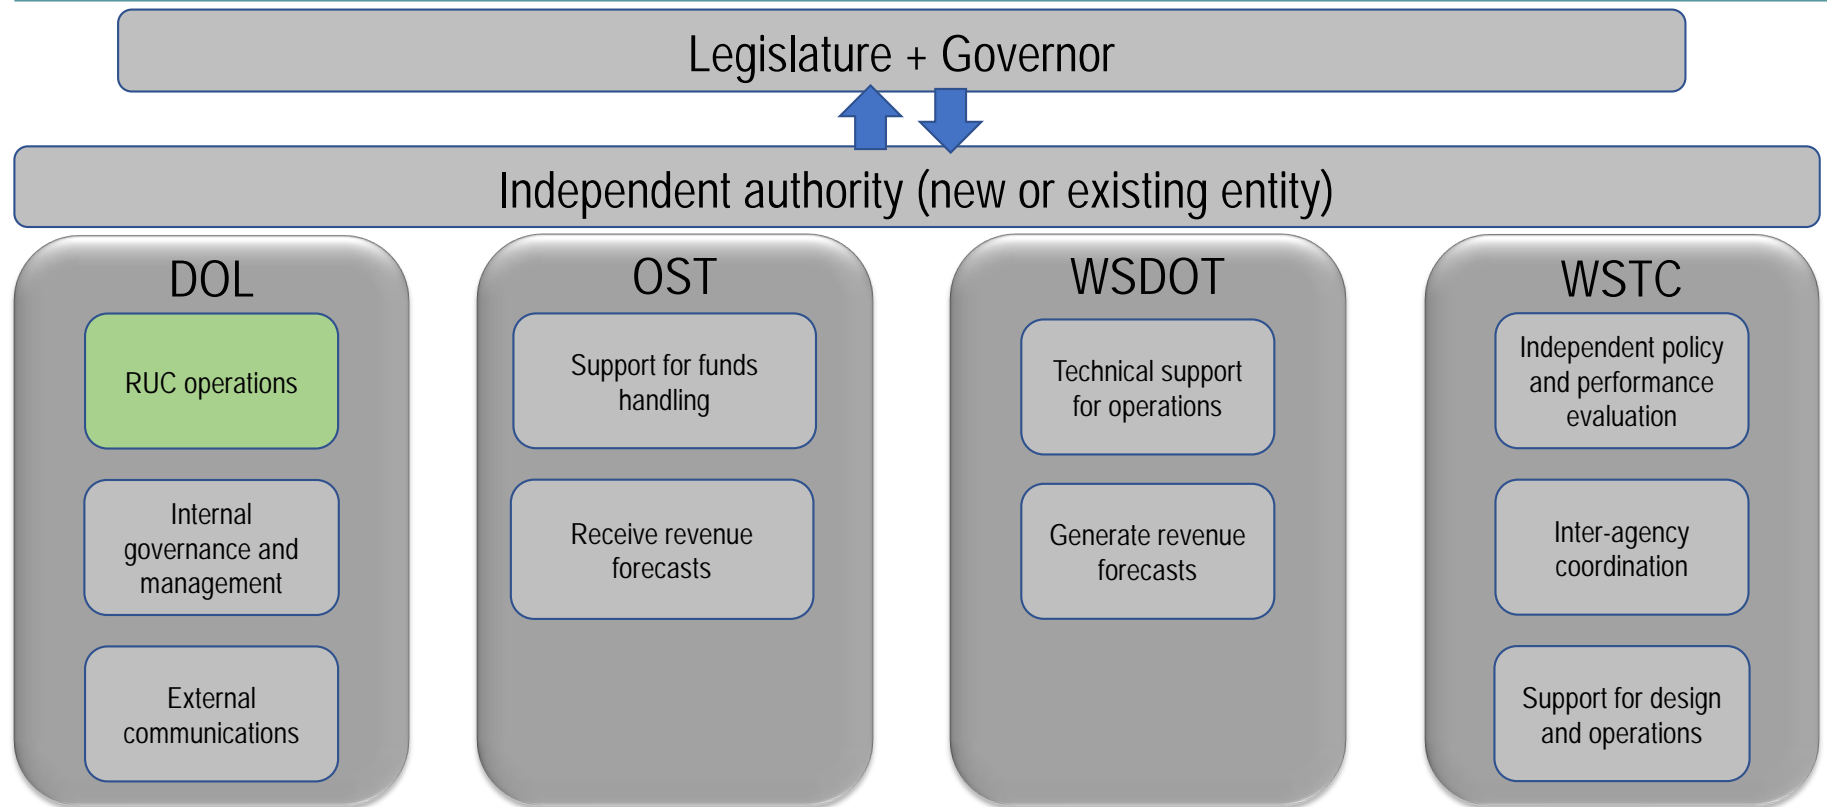 Legislature + Governor
Independent authority (new or existing entity)
DOL
RUC operations
Internal
governance and
management
External
communications
OST
Support for funds
handling
Receive revenue
forecasts
WSDOT
Technical support
for operations
Generate revenue
forecasts
WSTC
Independent policy
and performance
evaluation
Inter-agency
coordination
Support for design
and operations